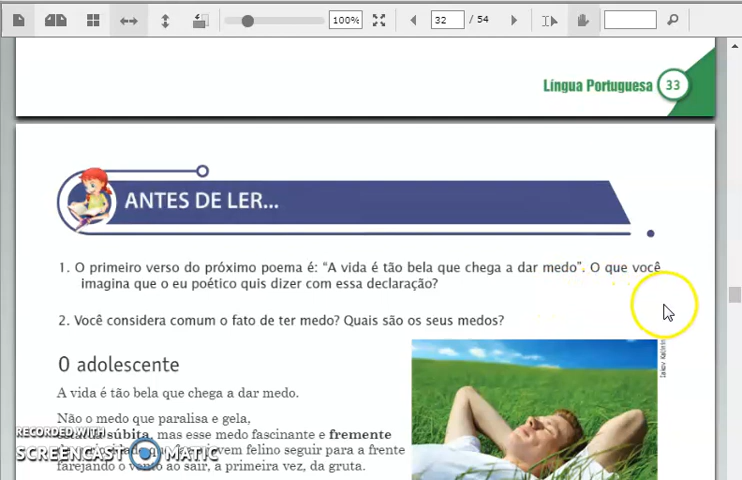 100%
32 / 54
Língua Portuguesa 33
ANTES DE LER...
1. O primeiro verso do próximo poema é: “A vida é tão bela que chega a dar medo”. O que você
imagina que o eu poético quis dizer com essa declaração?
2. Você considera comum o fato de ter medo? Quais são os seus medos?
O adolescente
A vida é tão bela que chega a dar medo.
Não o medo que paralisa e gela,
súbita, mas esse medo fascinante e fremente
jovem felino seguir para a frente
farejando o vento ao sair, a primeira vez, da gruta.
RECORDED WITH
SCREENCAST MATIC